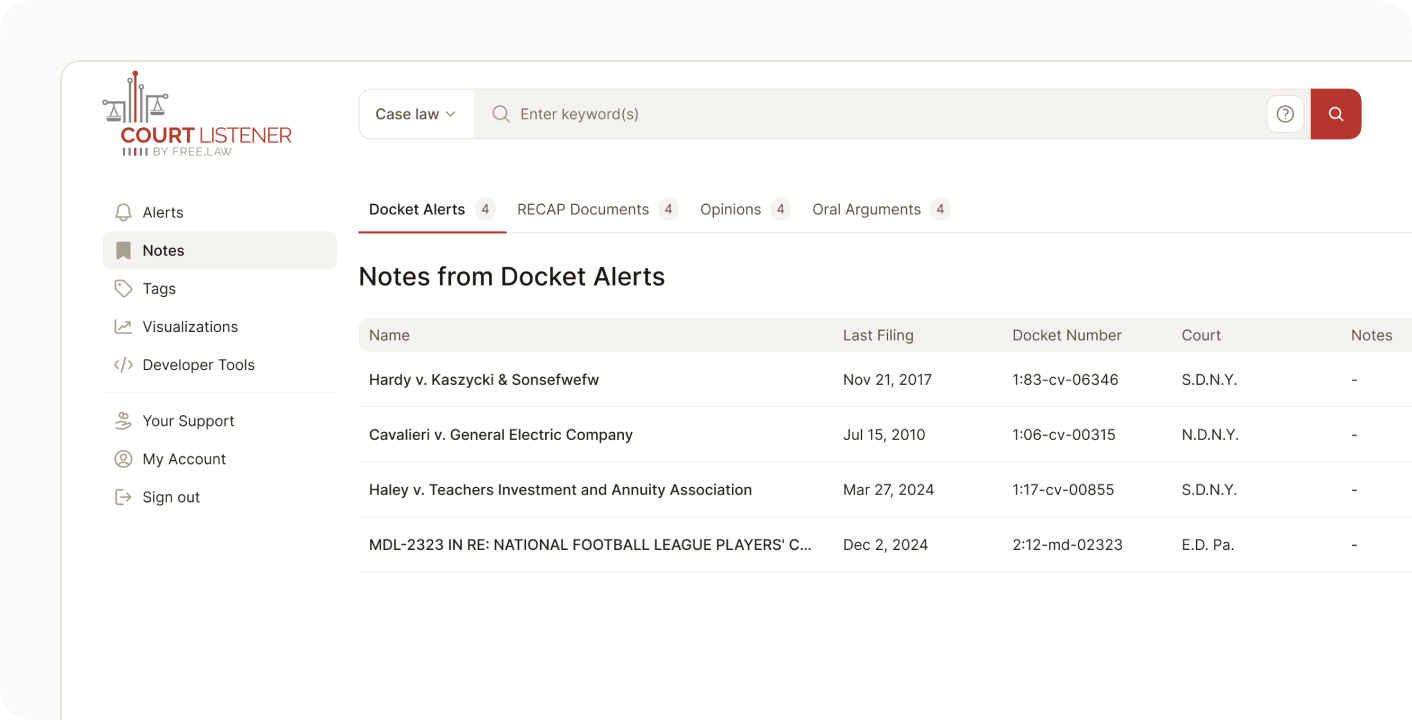 COURT LISTENER
BY FREE.LAW
Case law
Enter keyword(s)
Alerts
Notes
Tags
Visualizations
Developer Tools
Your Support
My Account
Sign out
Docket Alerts 4 RECAP Documents 4 Opinions 4 Oral Arguments 4
Notes from Docket Alerts
Name Last Filing Docket Number Court Notes
Hardy v. Kaszycki & Sonsefwefw Nov 21, 2017 1:83-cv-06346 S.D.N.Y. -
Cavalieri v. General Electric Company Jul 15, 2010 1:06-cv-00315 N.D.N.Y. -
Haley v. Teachers Investment and Annuity Association Mar 27, 2024 1:17-cv-00855 S.D.N.Y. -
MDL-2323 IN RE: NATIONAL FOOTBALL LEAGUE PLAYERS' C... Dec 2, 2024 2:12-md-02323 E.D. Pa. -